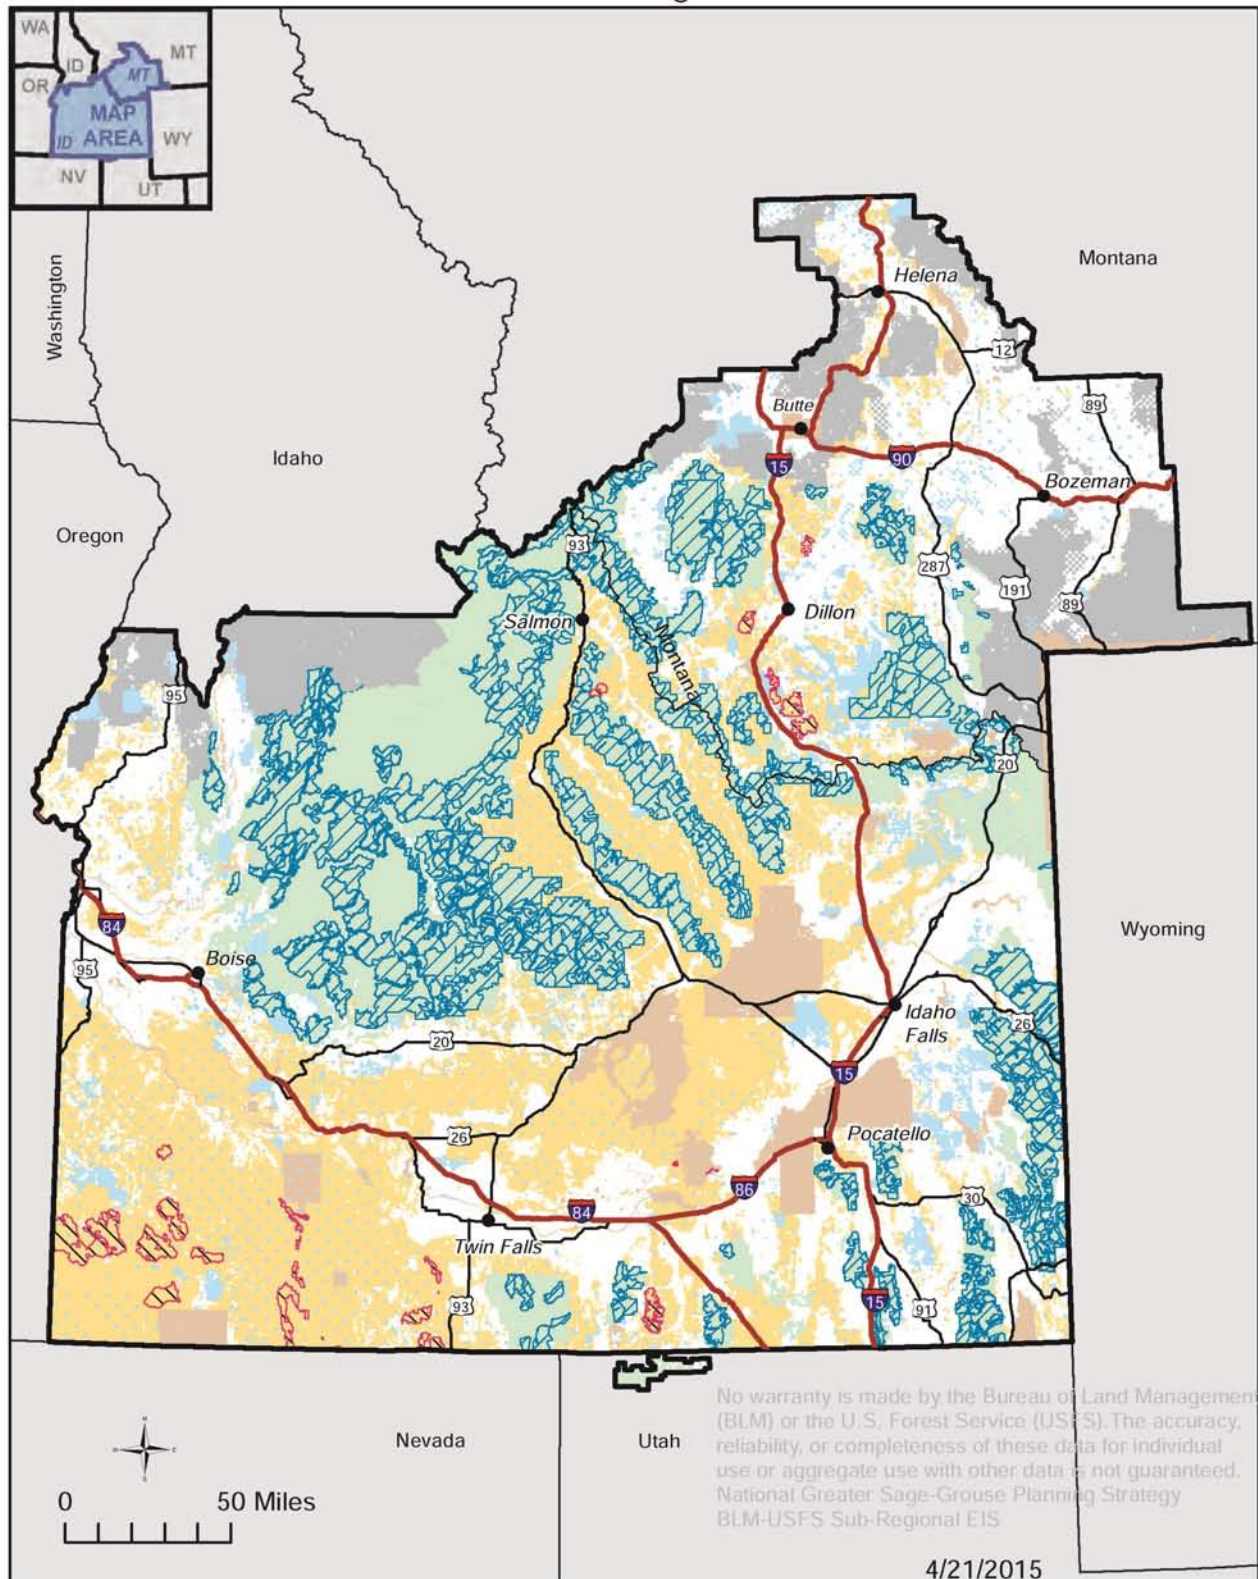 WA
MT
ID
MT
OR
MAP
AREA
ID
WY
NV
UT
Washington
Montana
Helena
12
Butte
89
Idaho
15
90
Bozeman
Oregon
93
287
191
89
Salmon
Dillon
Montana
95
20
84
Wyoming
95
Boise
Idaho
Falls
26
20
15
26
Pocatello
86
30
84
Twin Falls
93
15
91
No warranty is made by the Bureau of Land Management
(BLM) or the U.S. Forest Service (USFS). The accuracy,
reliability, or completeness of these data for individual
use or aggregate use with other data is not guaranteed.
National Greater Sage-Grouse Planning Strategy
BLM-USFS Sub-Regional EIS
Nevada
Utah
N
W
E
S
0
50 Miles
4/21/2015